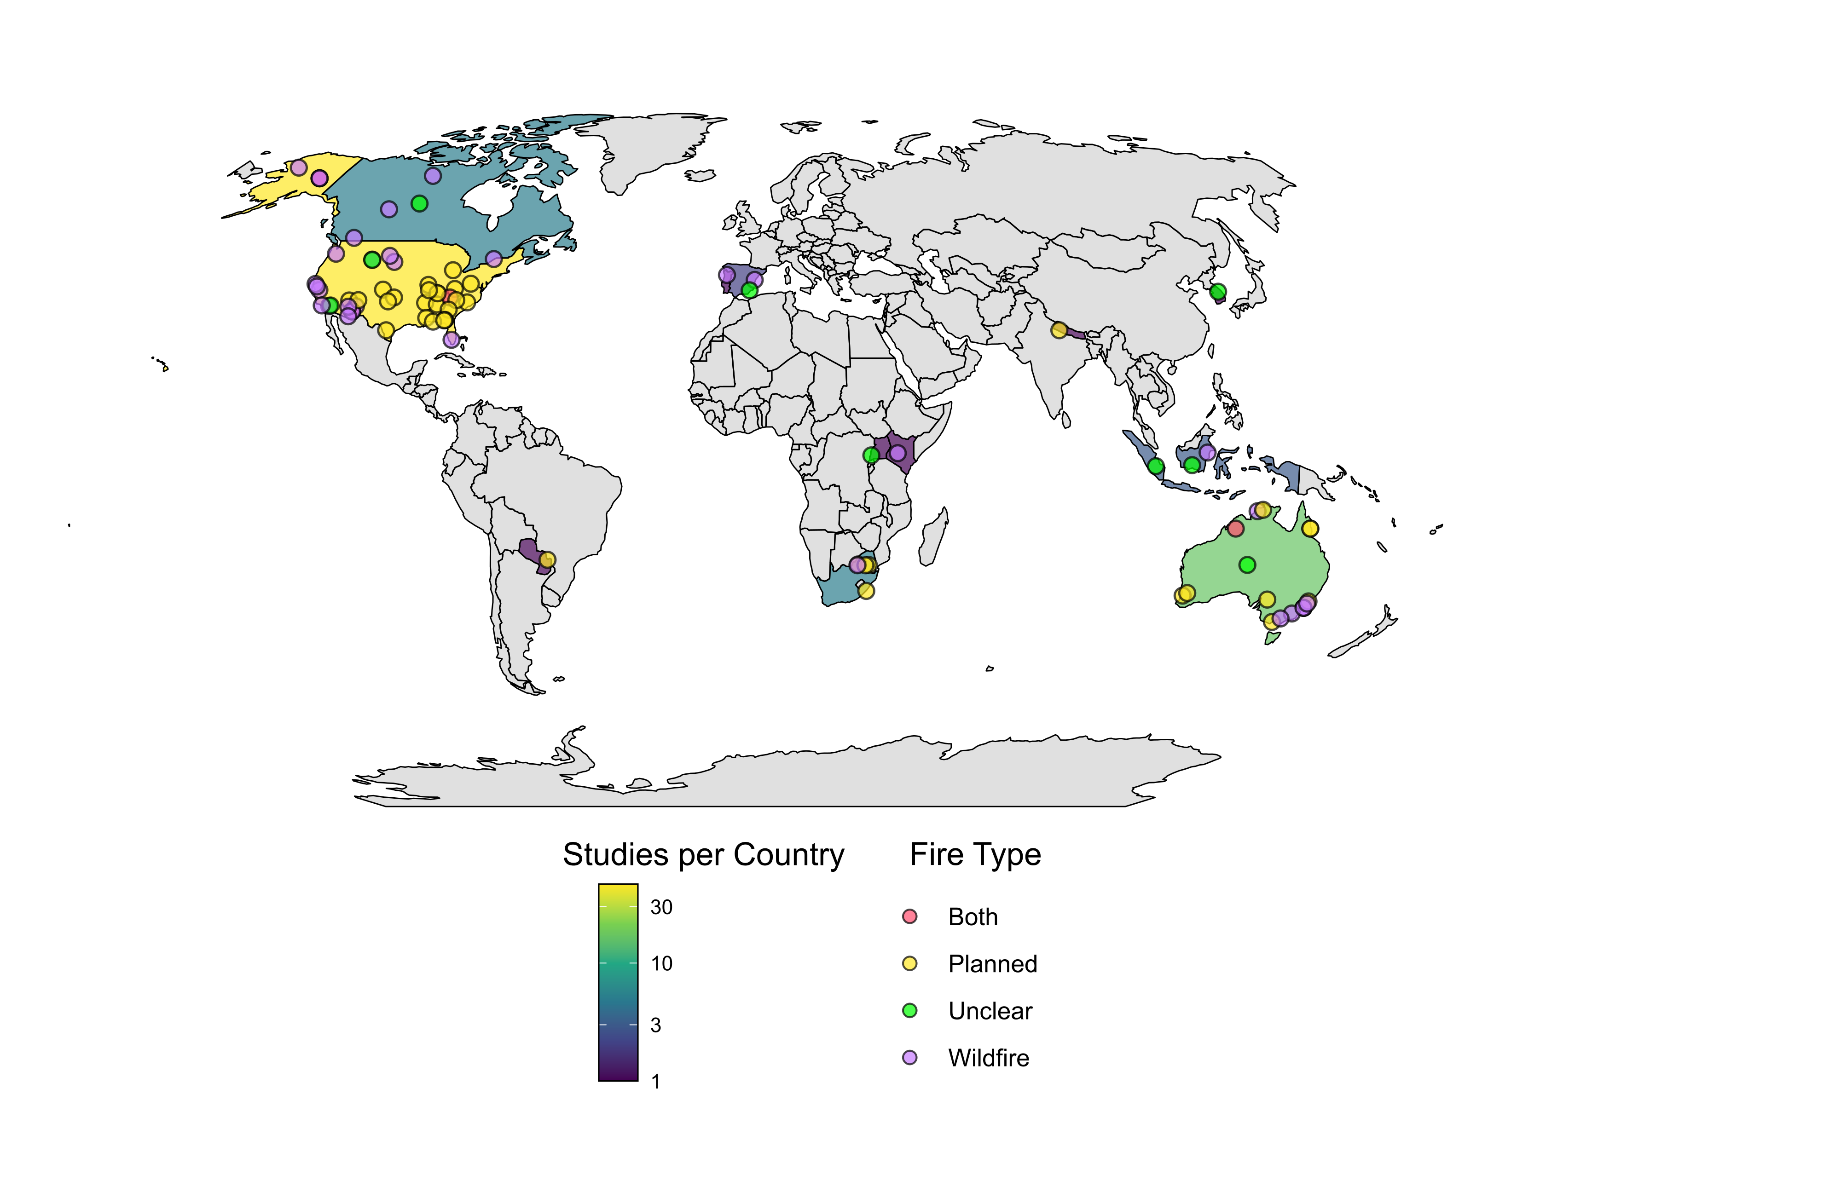 Studies per Country
30
10
3
1
Fire Type
Both
Planned
Unclear
Wildfire